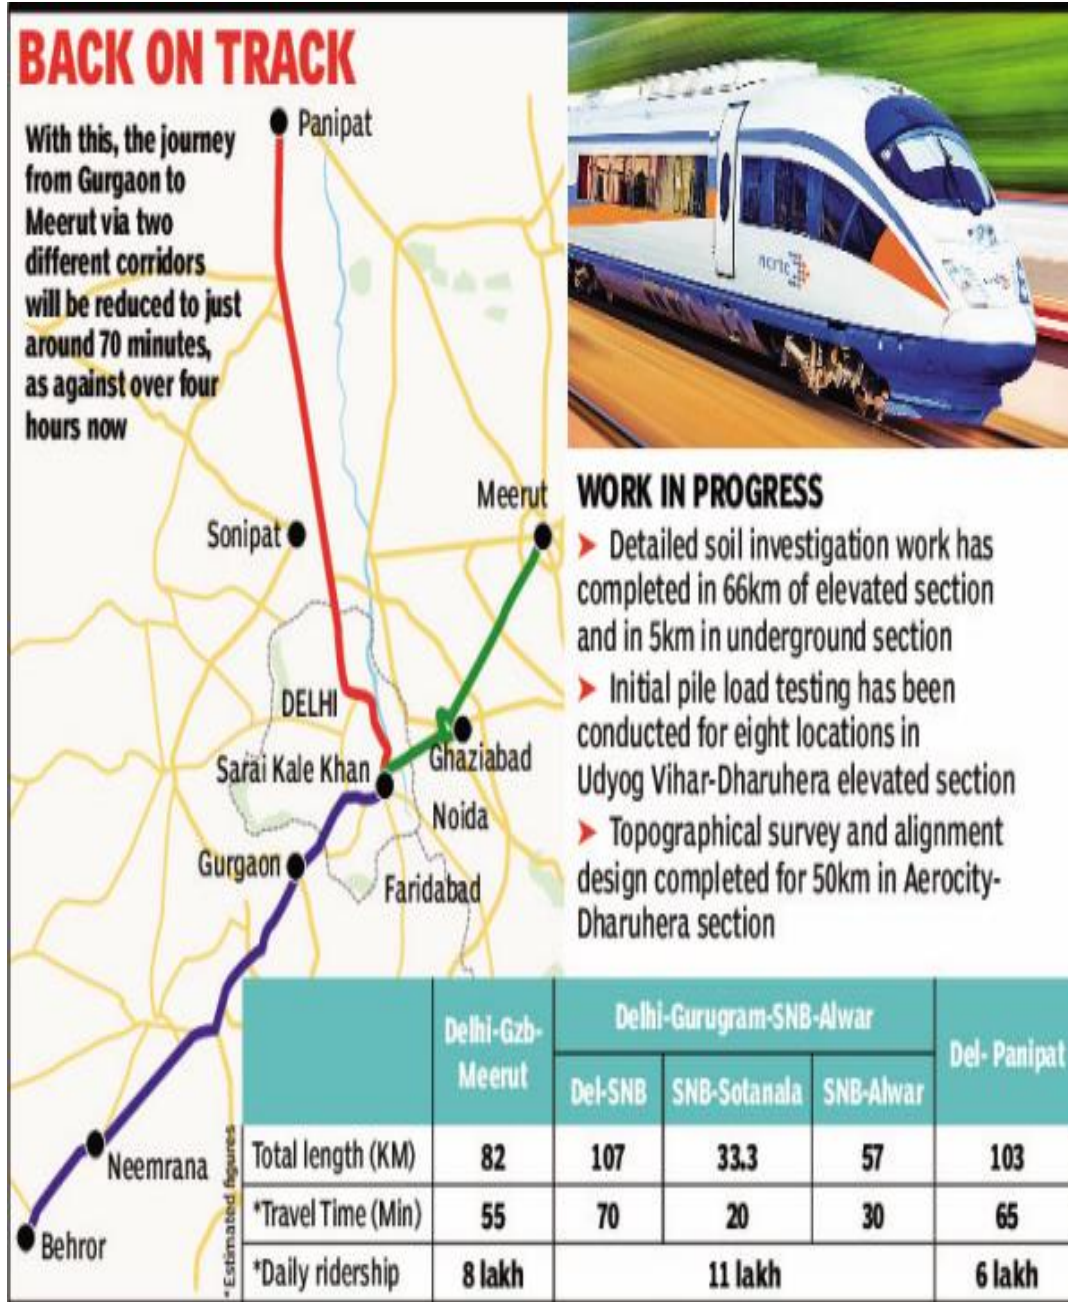 BACK ON TRACK
With this, the journey
from Gurgaon to
Meerut via two
different corridors
will be reduced to just
around 70 minutes,
as against over four
hours now
Panipat
Meerut
Sonipat
DELHI
Sarai Kale Khan
Ghaziabad
Noida
Gurgaon
Faridabad
Neemrana
Behror
ncrtc
WORK IN PROGRESS
➤ Detailed soil investigation work has
completed in 66km of elevated section
and in 5km in underground section
➤ Initial pile load testing has been
conducted for eight locations in
Udyog Vihar-Dharuhera elevated section
➤ Topographical survey and alignment
design completed for 50km in Aerocity-
Dharuhera section
Delhi-Gzb-
Meerut
Delhi-Gurugram-SNB-Alwar
Del- Panipat
Del-SNB SNB-Sotanala SNB-Alwar
Total length (KM) 82 107 33.3 57 103
*Travel Time (Min) 55 70 20 30 65
*Daily ridership 8 lakh 11 lakh 6 lakh
*Estimated figures